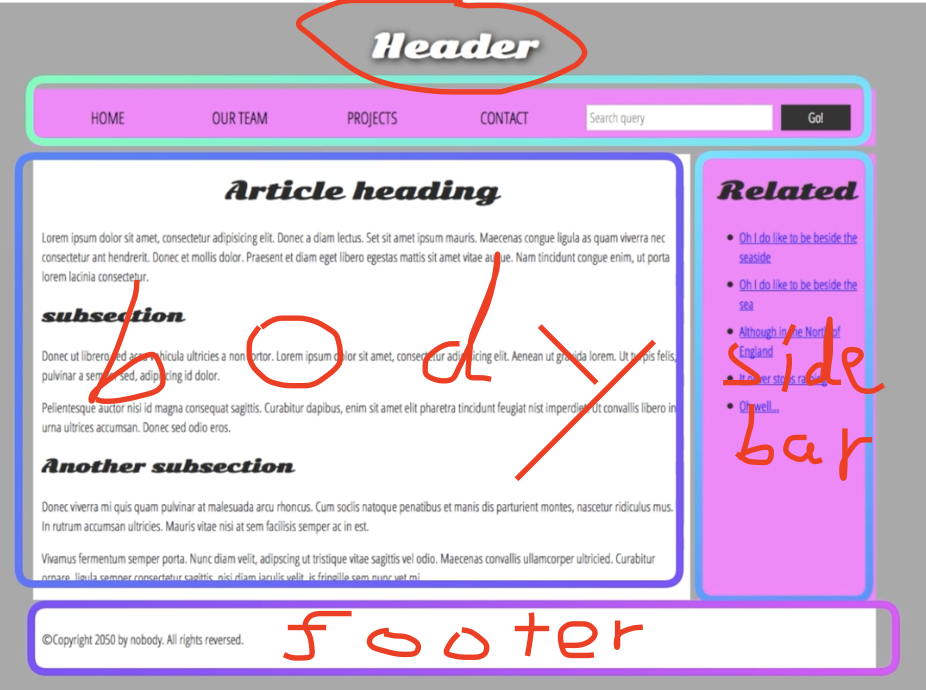 Header
HOME OUR TEAM PROJECTS CONTACT Search query Go!
Article heading
Lorem ipsum dolor sit amet, consectetur adipisicing elit. Donec a diam lectus. Set sit amet ipsum mauris. Maecenas congue ligula as quam viverra nec
consectetur ant hendrerit. Donec et mollis dolor. Praesent et diam eget libero egestas mattis sit amet vitae augue. Nam tincidunt congue enim, ut porta
lorem lacinia consectetur.
subsection
Donec ut librero sed accu vehicula ultricies a non tortor. Lorem ipsum dolor sit amet, consectetur adipisicing elit. Aenean ut gravida lorem. Ut turpis felis,
pulvinar a semper sed, adipiscing id dolor.
Pelientesque auctor nisi id magna consequat sagittis. Curabitur dapibus, enim sit amet elit pharetra tincidunt feugiat nist imperdiet. Ut convallis libero in
urna ultrices accumsan. Donec sed odio eros.
Another subsection
Donec viverra mi quis quam pulvinar at malesuada arcu rhoncus. Cum soclis natoque penatibus et manis dis parturient montes, nascetur ridiculus mus.
In rutrum accumsan ultricies. Mauris vitae nisi at sem facilisis semper ac in est.
Vivamus fermentum semper porta. Nunc diam velit, adipscing ut tristique vitae sagittis vel odio. Maecenas convallis ullamcorper ultricied. Curabitur
ornare, ligula semper consectetur sagittis, nisi diam iaculis velit, is fringille sem nunc vet mi
body
Related
Oh I do like to be beside the
seaside
Oh I do like to be beside the
sea
Although in the North of
England
It never stops raining
Oh well...
side
bar
©Copyright 2050 by nobody. All rights reversed.
footer